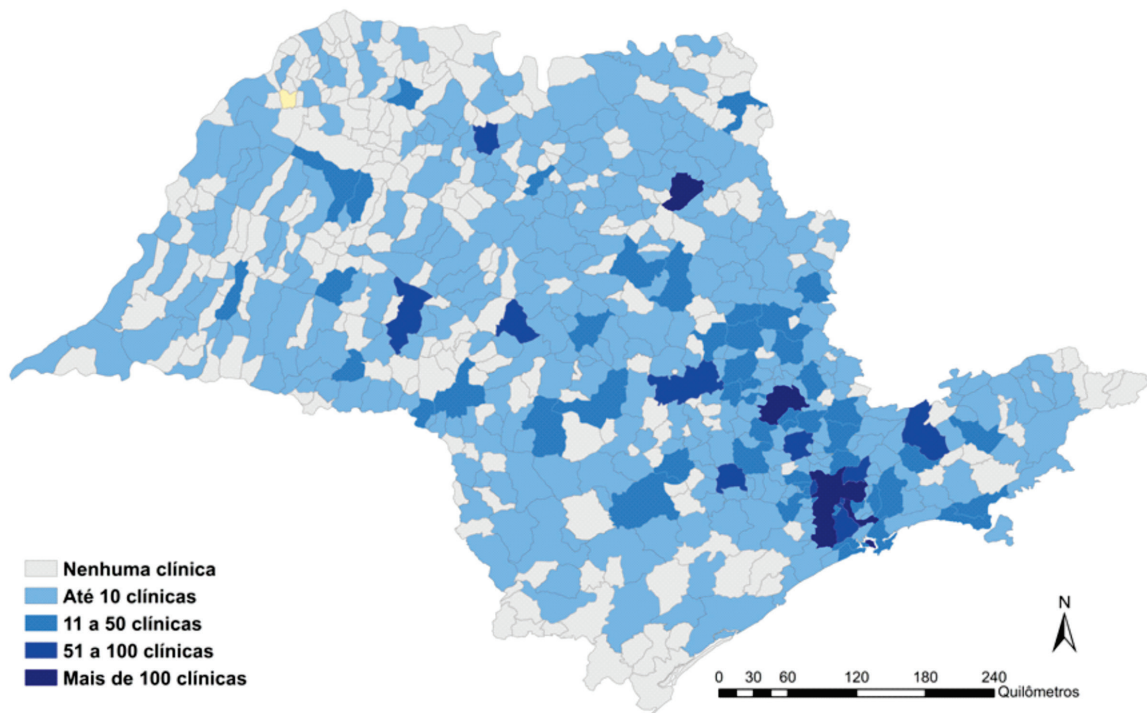 Nenhuma clínica
Até 10 clínicas
11 a 50 clínicas
51 a 100 clínicas
Mais de 100 clínicas
N
0 30 60 120 180 240
Quilômetros